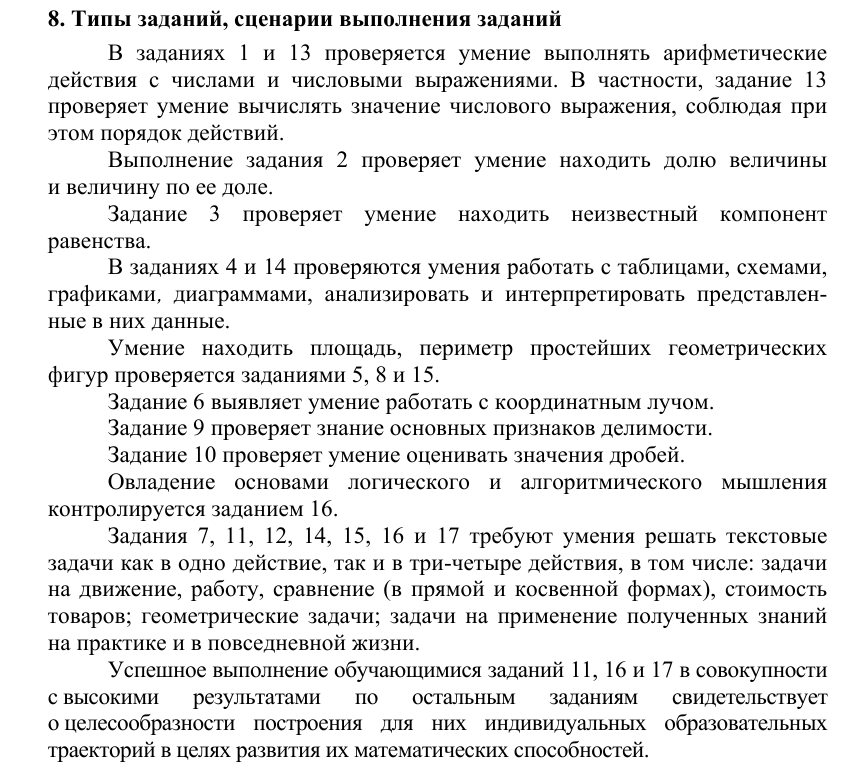 8. Типы заданий, сценарии выполнения заданий
В заданиях 1 и 13 проверяется умение выполнять арифметические
действия с числами и числовыми выражениями. В частности, задание 13
проверяет умение вычислять значение числового выражения, соблюдая при
этом порядок действий.
Выполнение задания 2 проверяет умение находить долю величины
и величину по ее доле.
Задание 3 проверяет умение находить неизвестный компонент
равенства.
В заданиях 4 и 14 проверяются умения работать с таблицами, схемами,
графиками, диаграммами, анализировать и интерпретировать представлен-
ные в них данные.
Умение находить площадь, периметр простейших геометрических
фигур проверяется заданиями 5, 8 и 15.
Задание 6 выявляет умение работать с координатным лучом.
Задание 9 проверяет знание основных признаков делимости.
Задание 10 проверяет умение оценивать значения дробей.
Овладение основами логического и алгоритмического мышления
контролируется заданием 16.
Задания 7, 11, 12, 14, 15, 16 и 17 требуют умения решать текстовые
задачи как в одно действие, так и в три-четыре действия, в том числе: задачи
на движение, работу, сравнение (в прямой и косвенной формах), стоимость
товаров; геометрические задачи; задачи на применение полученных знаний
на практике и в повседневной жизни.
Успешное выполнение обучающимися заданий 11, 16 и 17 в совокупности
с высокими результатами по остальным заданиям свидетельствует
о целесообразности построения для них индивидуальных образовательных
траекторий в целях развития их математических способностей.